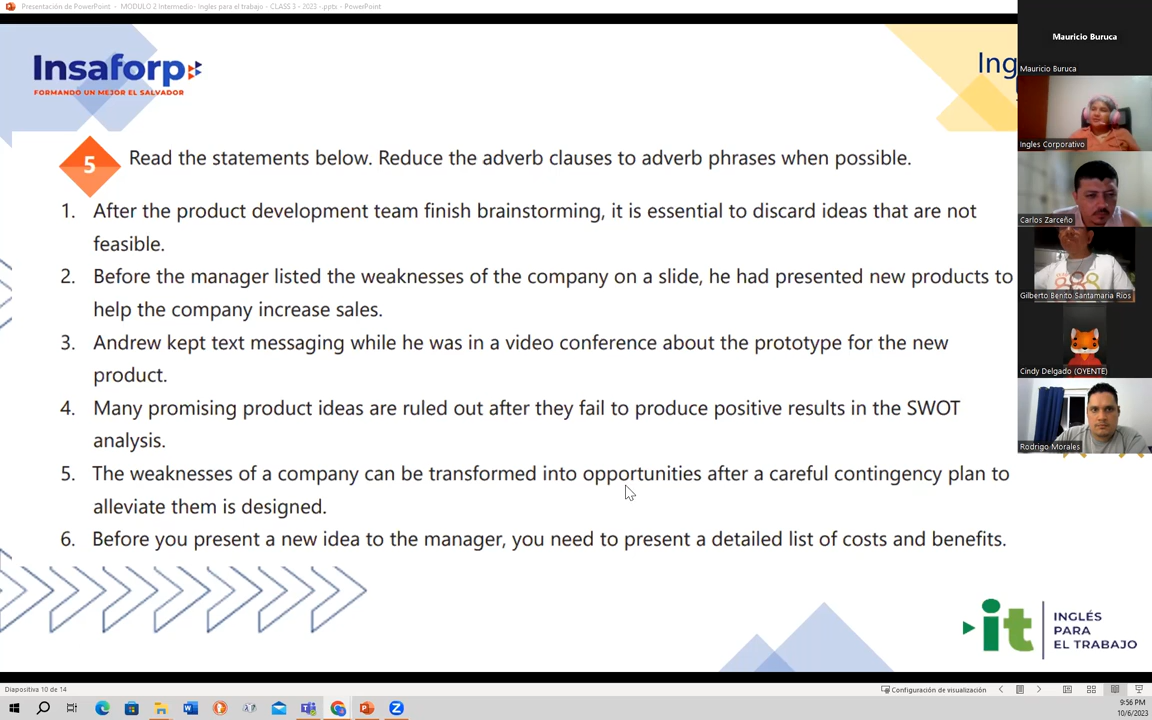 Presentación de PowerPoint - MODULO 2 Intermedio- Ingles para el trabajo - CLASS 3 - 2023 -.pptx - PowerPoint
Insaforp
FORMANDO UN MEJOR EL SALVADOR
Ing
Mauricio Buruca
Mauricio Buruca
Ingles Corporativo
Carlos Zarceño
Gilberto Benito Santamaria Rios
Cindy Delgado (OYENTE)
Rodrigo Morales
5
Read the statements below. Reduce the adverb clauses to adverb phrases when possible.
1. After the product development team finish brainstorming, it is essential to discard ideas that are not
feasible.
2. Before the manager listed the weaknesses of the company on a slide, he had presented new products to
help the company increase sales.
3. Andrew kept text messaging while he was in a video conference about the prototype for the new
product.
4. Many promising product ideas are ruled out after they fail to produce positive results in the SWOT
analysis.
5. The weaknesses of a company can be transformed into opportunities after a careful contingency plan to
alleviate them is designed.
6. Before you present a new idea to the manager, you need to present a detailed list of costs and benefits.
it
INGLÉS
PARA
EL TRABAJO
Diapositiva 10 de 14
Configuración de visualización
9:56 PM
10/6/2023